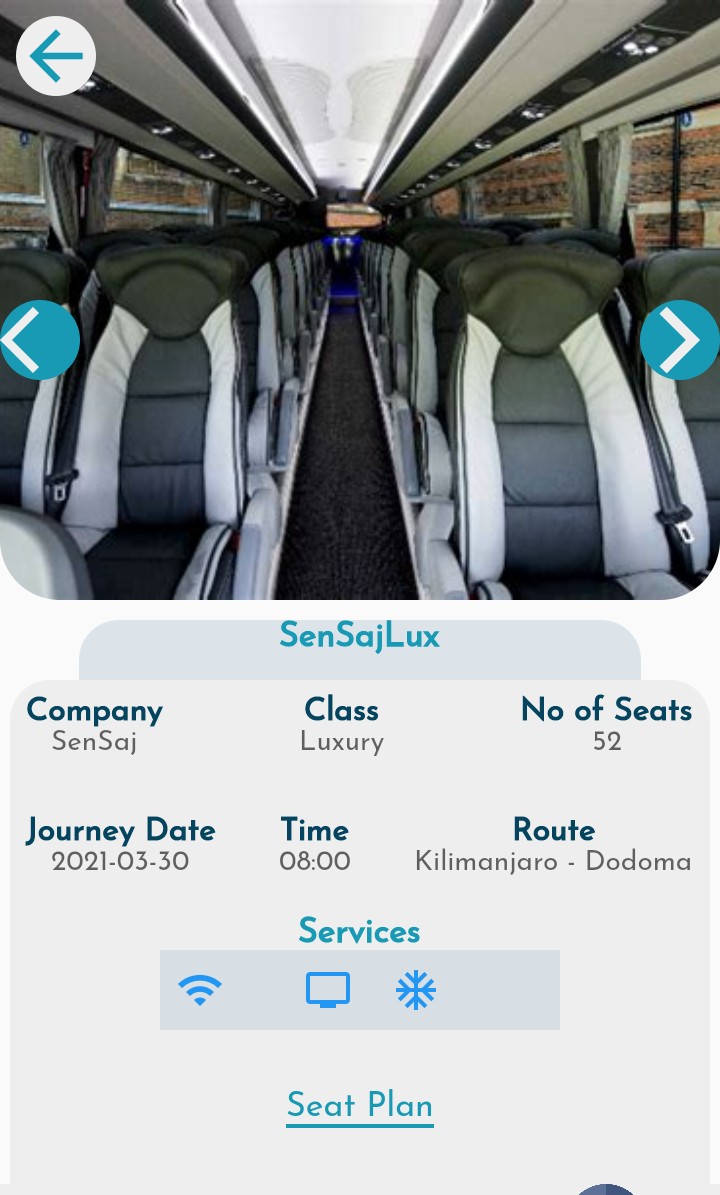 SenSajLux
Company Class No of Seats
SenSaj Luxury 52
Journey Date Time Route
2021-03-30 08:00 Kilimanjaro - Dodoma
Services
Seat Plan